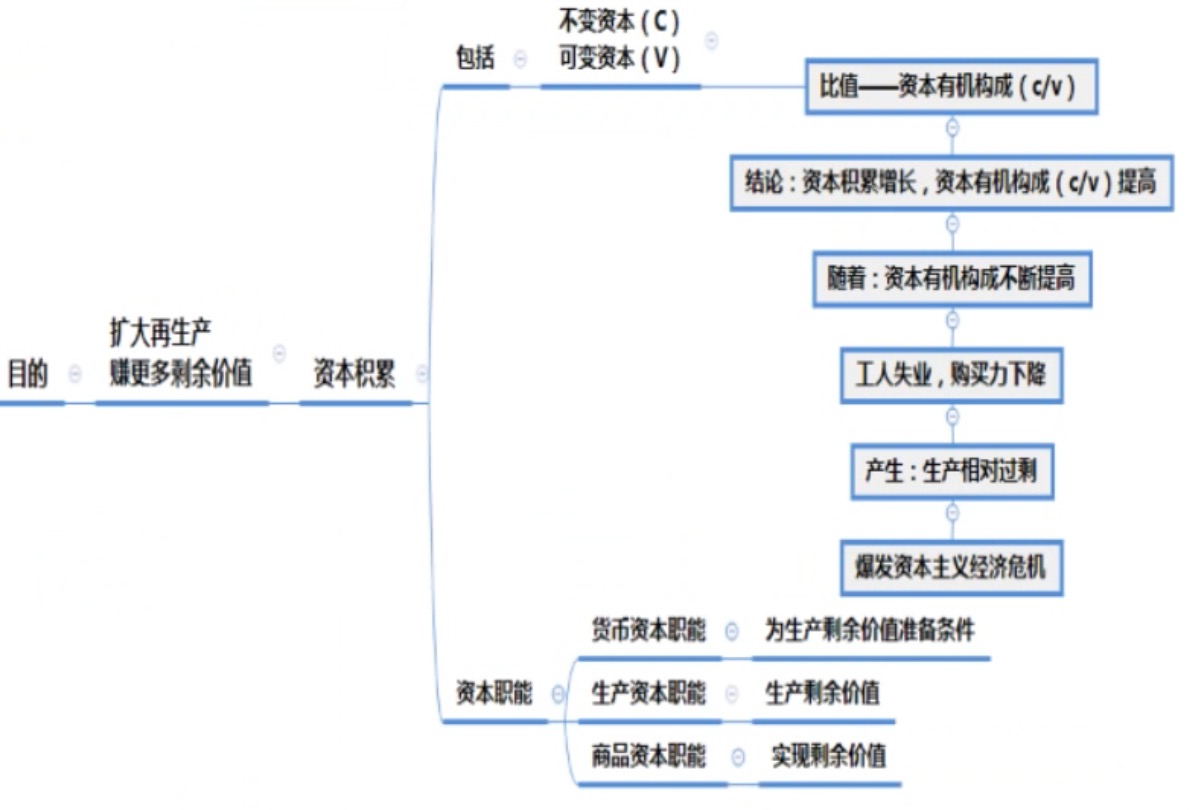 目的
扩大再生产
赚更多剩余价值
资本积累
包括
不变资本（C）
可变资本（V）
比值——资本有机构成（c/v）
结论：资本积累增长，资本有机构成（c/v）提高
随着：资本有机构成不断提高
工人失业，购买力下降
产生：生产相对过剩
爆发资本主义经济危机
资本职能
货币资本职能
为生产剩余价值准备条件
生产资本职能
生产剩余价值
商品资本职能
实现剩余价值